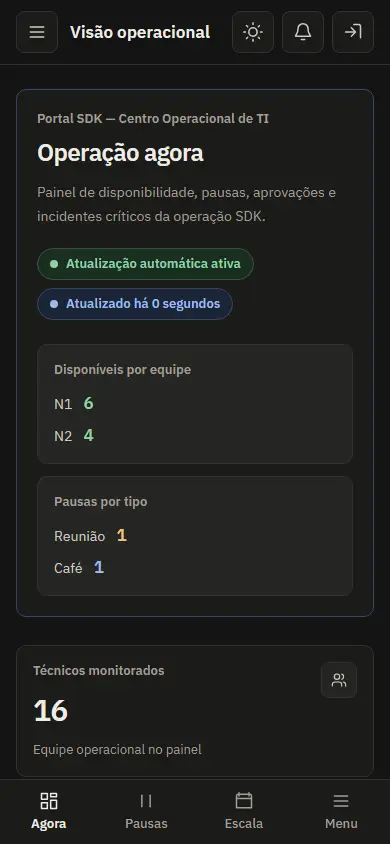 Visão operacional
Portal SDK — Centro Operacional de TI
Operação agora
Painel de disponibilidade, pausas, aprovações e
incidentes críticos da operação SDK.
Atualização automática ativa
Atualizado há 0 segundos
Disponíveis por equipe
N1 6
N2 4
Pausas por tipo
Reunião 1
Café 1
Técnicos monitorados
16
Equipe operacional no painel
Agora Pausas Escala Menu